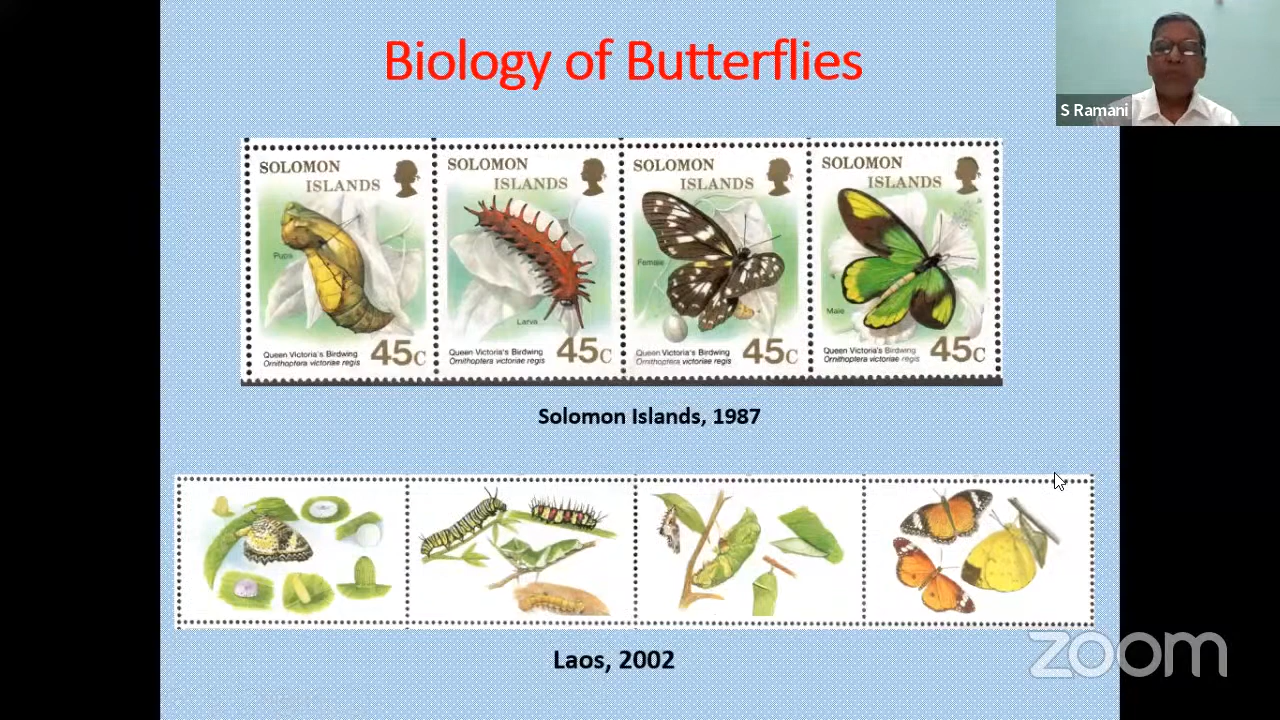 Biology of Butterflies
S Ramani
SOLOMON
ISLANDS
Pupa
Queen Victoria's Birdwing
Ornithoptera victoriae regis
45c
SOLOMON
ISLANDS
Larva
Queen Victoria's Birdwing
Ornithoptera victoriae regis
45c
SOLOMON
ISLANDS
Female
Queen Victoria's Birdwing
Ornithoptera victoriae regis
45c
SOLOMON
ISLANDS
Male
Queen Victoria's Birdwing
Ornithoptera victoriae regis
45c
Solomon Islands, 1987
Laos, 2002
zoom